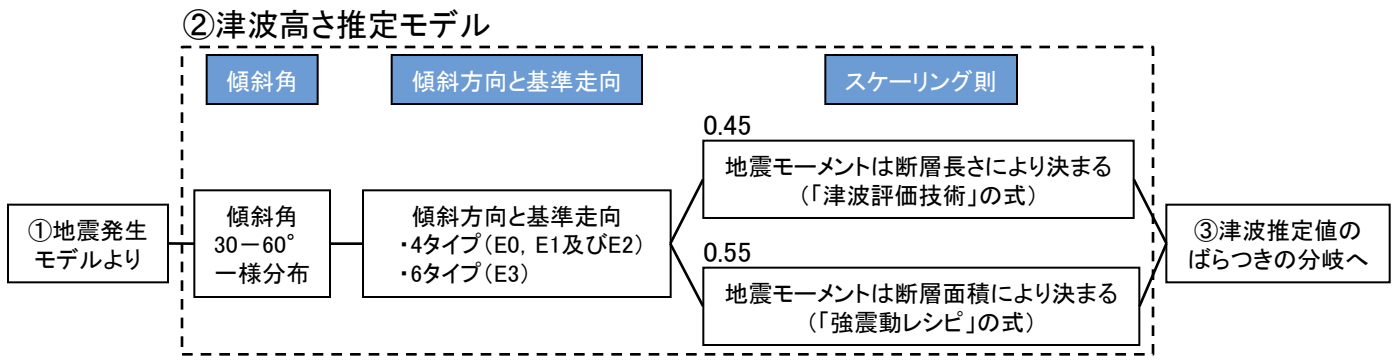 ②津波高さ推定モデル
傾斜角
傾斜方向と基準走向
スケーリング則
①地震発生
モデルより
傾斜角
30－60°
一様分布
傾斜方向と基準走向
・4タイプ(E0, E1及びE2)
・6タイプ(E3)
0.45
地震モーメントは断層長さにより決まる
(「津波評価技術」の式)
0.55
地震モーメントは断層面積により決まる
(「強震動レシピ」の式)
③津波推定値の
ばらつきの分岐へ